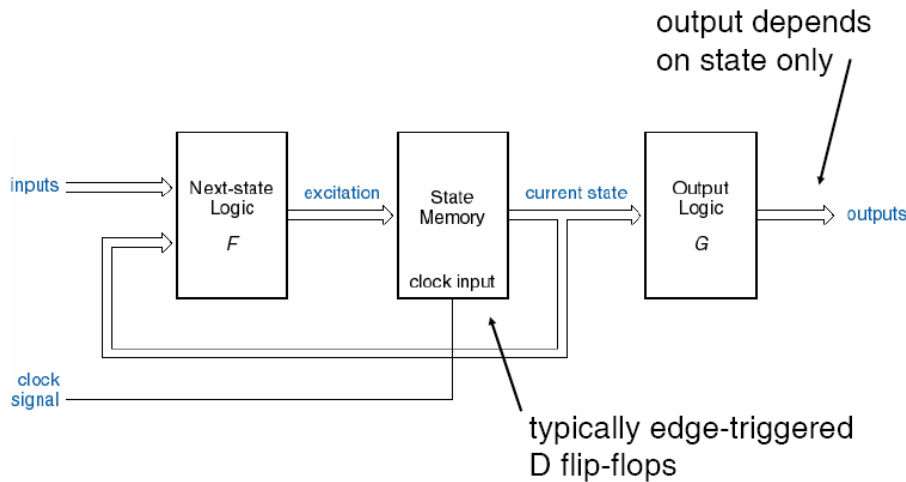 output depends
on state only
inputs
Next-state
Logic
F
excitation
State
Memory
clock input
current state
Output
Logic
G
outputs
clock
signal
typically edge-triggered
D flip-flops